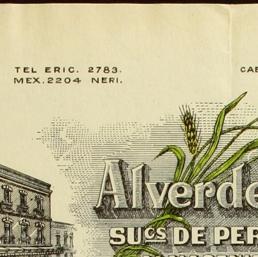 TEL ERIC. 2783.
MEX. 2204 NERI.
Alverde
SUCS DE PER